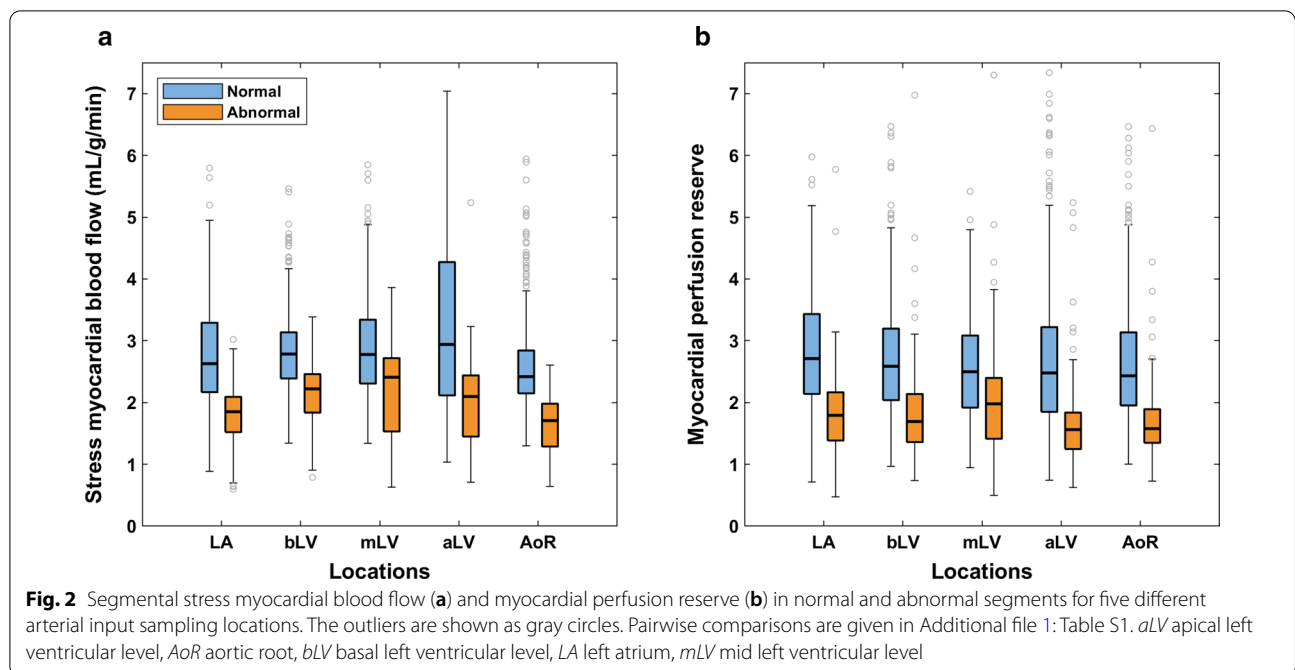 a
b
7
6
5
4
3
2
1
0
Stress myocardial blood flow (mL/g/min)
Normal
Abnormal
LA bLV mLV aLV AoR
Locations
7
6
5
4
3
2
1
0
Myocardial perfusion reserve
LA bLV mLV aLV AoR
Locations
Fig. 2 Segmental stress myocardial blood flow (a) and myocardial perfusion reserve (b) in normal and abnormal segments for five different
arterial input sampling locations. The outliers are shown as gray circles. Pairwise comparisons are given in Additional file 1: Table S1. aLV apical left
ventricular level, AoR aortic root, bLV basal left ventricular level, LA left atrium, mLV mid left ventricular level